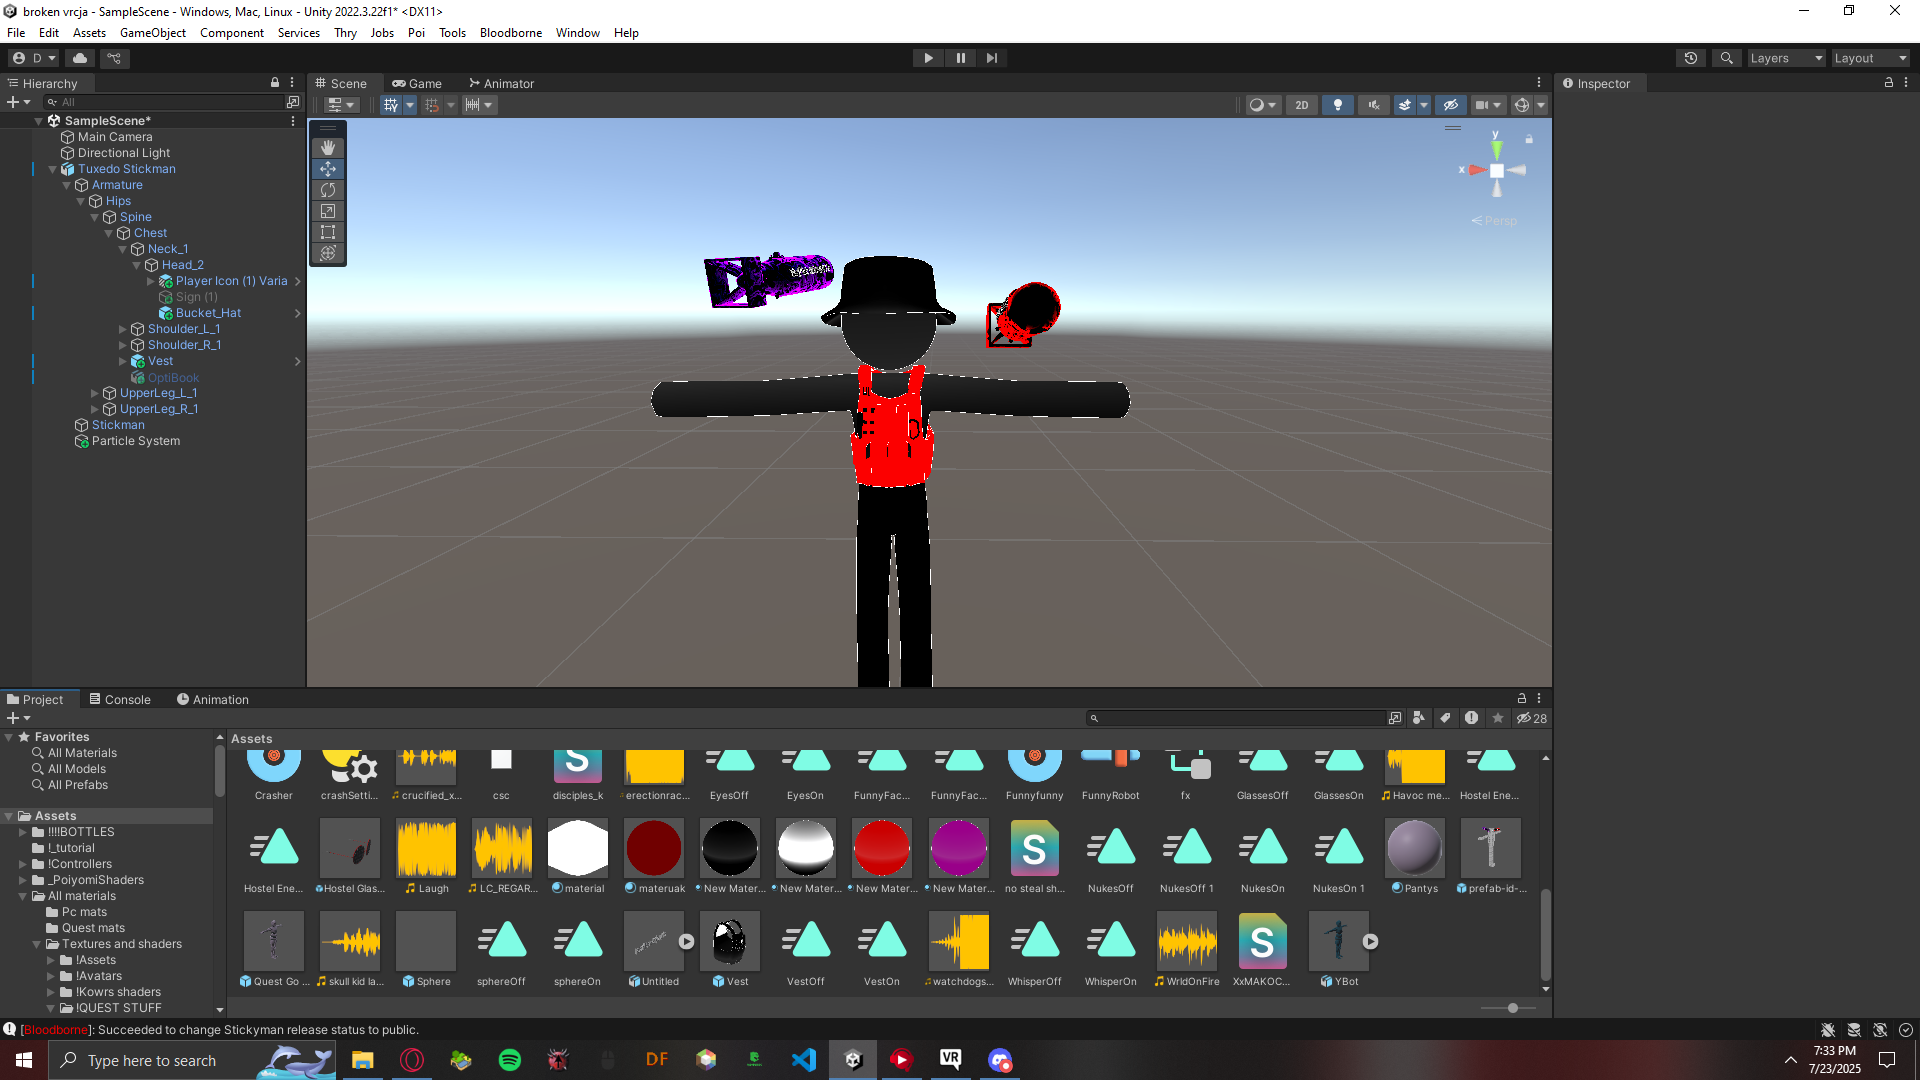 broken vrcja - SampleScene - Windows, Mac, Linux - Unity 2022.3.22f1* <DX11>
File Edit Assets GameObject Component Services Thry Jobs Poi Tools Bloodborne Window Help
D
Layers Layout
Hierarchy
All
SampleScene*
Main Camera
Directional Light
Tuxedo Stickman
Armature
Hips
Spine
Chest
Neck_1
Head_2
Player Icon (1) Varia
Sign (1)
Bucket_Hat
Shoulder_L_1
Shoulder_R_1
Vest
OptiBook
UpperLeg_L_1
UpperLeg_R_1
Stickman
Particle System
Scene Game Animator
2D
y
x
Persp
Inspector
Project Console Animation
28
Favorites
All Materials
All Models
All Prefabs
Assets
!!!!BOTTLES
!_tutorial
!Controllers
_PoiyomiShaders
All materials
Pc mats
Quest mats
Textures and shaders
!Assets
!Avatars
!Kowrs shaders
!QUEST STUFF
Assets
Crasher crashSetti... crucified_x... csc disciples_k erectionrac... EyesOff EyesOn FunnyFac... FunnyFac... Funnyfunny FunnyRobot fx GlassesOff GlassesOn Havoc me... Hostel Ene...
Hostel Ene... Hostel Glas... Laugh LC_REGAR... material materuak New Mater... New Mater... New Mater... New Mater... no steal sh... NukesOff NukesOff 1 NukesOn NukesOn 1 Pantys prefab-id-...
Quest Go ... skull kid la... Sphere sphereOff sphereOn Untitled Vest VestOff VestOn watchdogs... WhisperOff WhisperOn WrldOnFire XxMAKOC... YBot
[Bloodborne]: Succeeded to change Stickyman release status to public.
Type here to search
DF
VR
7:33 PM
7/23/2025